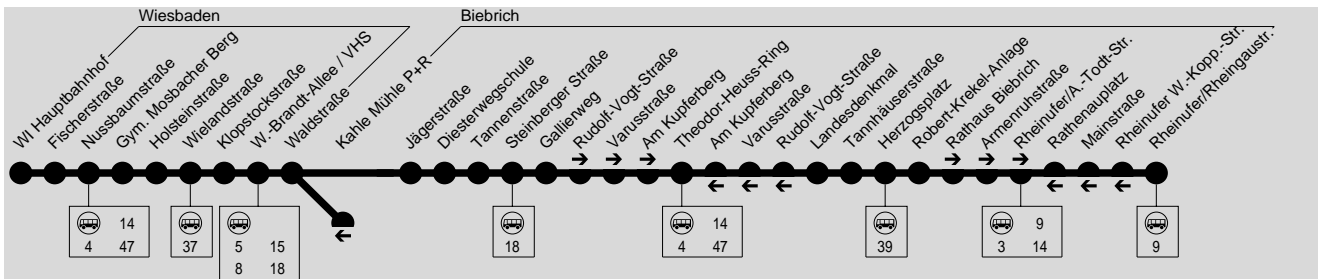 Wiesbaden
Biebrich
WI Hauptbahnhof
Fischerstraße
Nussbaumstraße
Gym. Mosbacher Berg
Holsteinstraße
Wielandstraße
Klopstockstraße
W.-Brandt-Allee / VHS
Waldstraße
Kahle Mühle P+R
Jägerstraße
Diesterwegschule
Tannenstraße
Steinberger Straße
Gallierweg
Rudolf-Vogt-Straße
Varusstraße
Am Kupferberg
Theodor-Heuss-Ring
Am Kupferberg
Varusstraße
Rudolf-Vogt-Straße
Landesdenkmal
Tannhäuserstraße
Herzogsplatz
Robert-Krekel-Anlage
Rathaus Biebrich
Armenruhstraße
Rheinufer/A.-Todt-Str.
Rathenauplatz
Mainstraße
Rheinufer W.-Kopp.-Str.
Rheinufer/Rheingaustr.
14
4 47
37
5 15
8 18
18
14
4 47
39
9
3 14
9